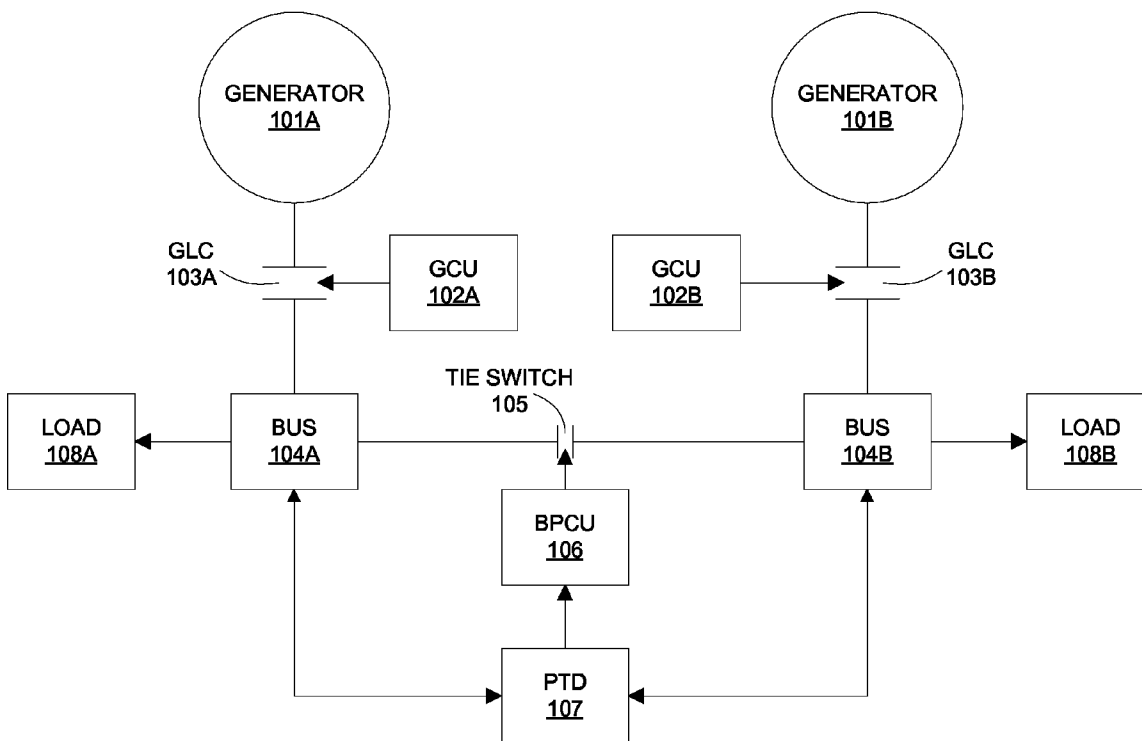 GENERATOR
101A
GENERATOR
101B
GLC
103A
GCU
102A
GCU
102B
GLC
103B
TIE SWITCH
105
LOAD
108A
BUS
104A
BUS
104B
LOAD
108B
BPCU
106
PTD
107